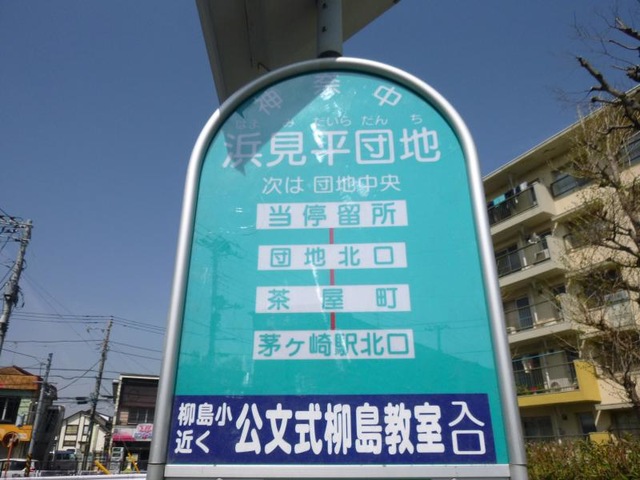 神奈中
はま み だいら だん ち
浜見平団地
次は 団地中央
当停留所
団地北口
茶屋町
茅ヶ崎駅北口
柳島小
近く
公文式柳島教室
入口